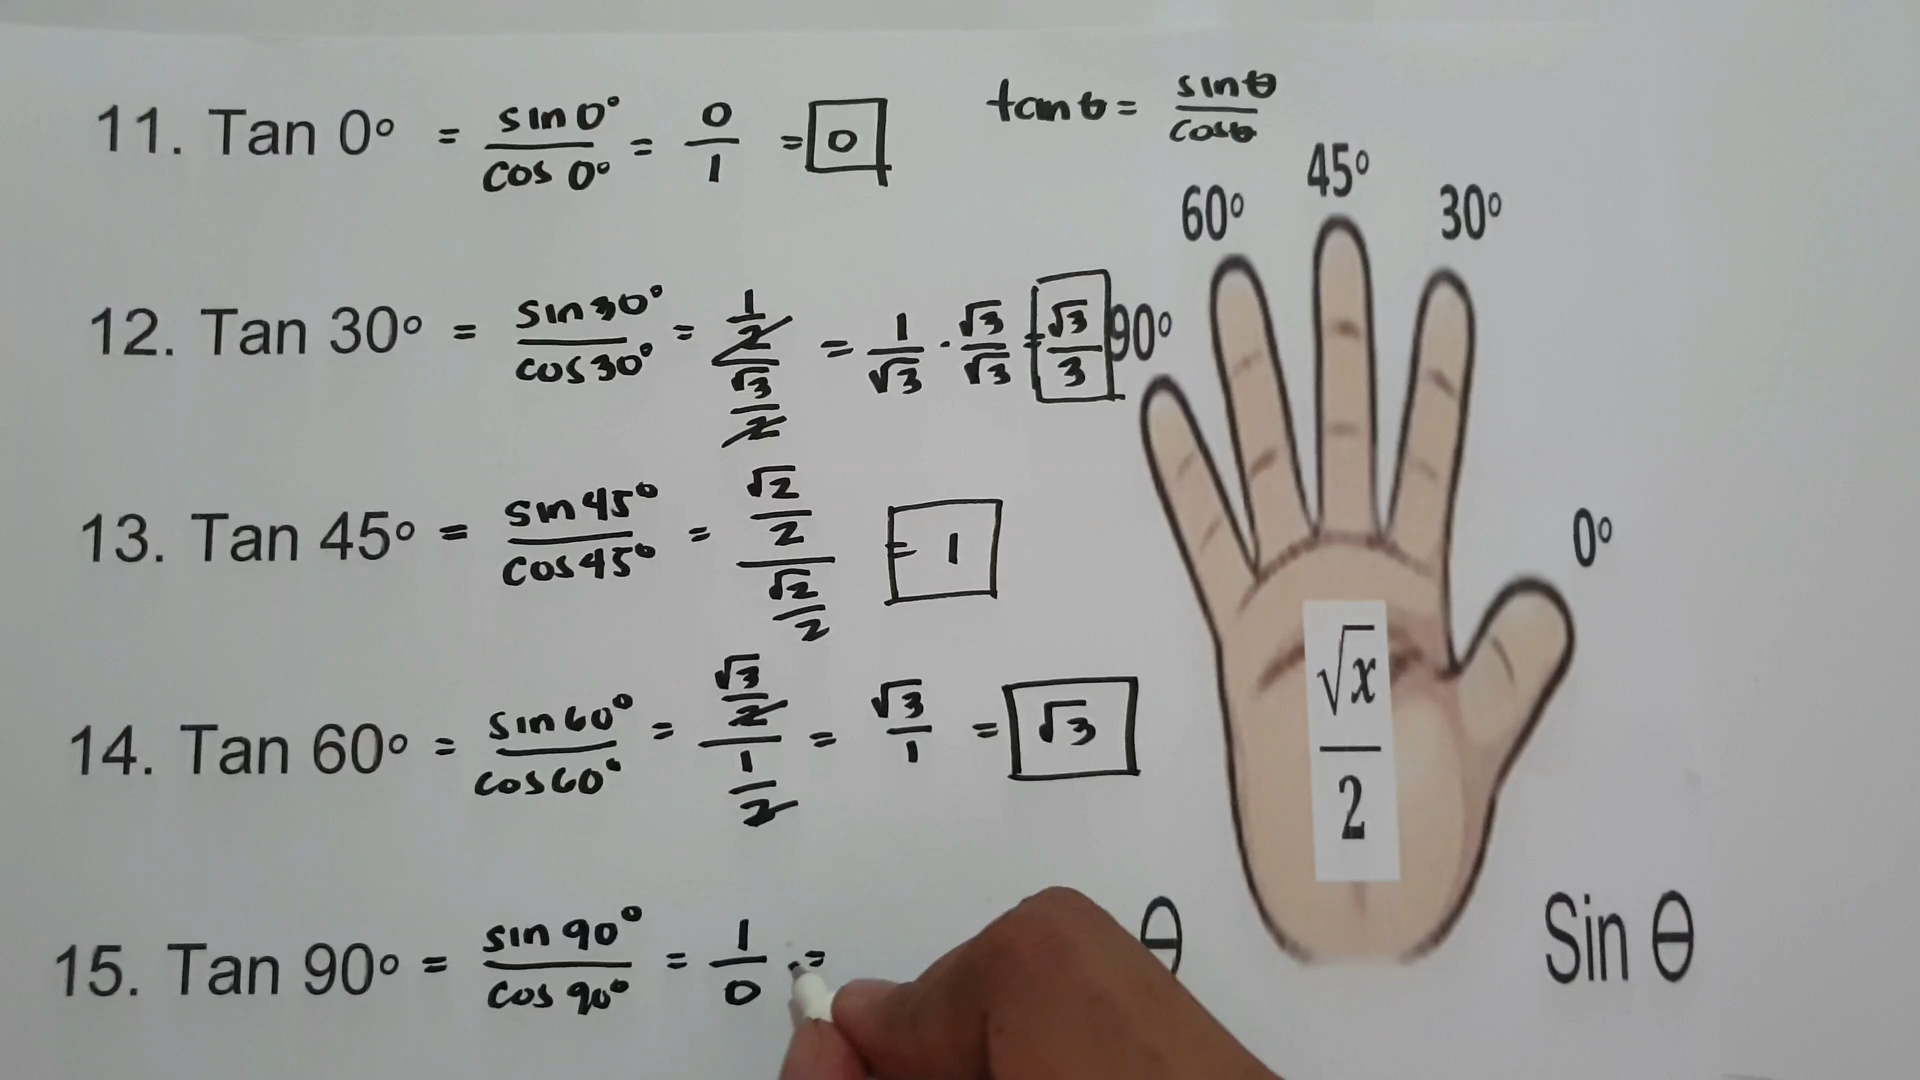 11. Tan 0° = sin 0° / cos 0° = 0/1 = 0
tan θ = sin θ / cos θ
12. Tan 30° = sin 30° / cos 30° = 1/2 / √3/2 = 1/√3 · √3/√3 = √3/3
13. Tan 45° = sin 45° / cos 45° = √2/2 / √2/2 = 1
14. Tan 60° = sin 60° / cos 60° = √3/2 / 1/2 = √3/1 = √3
15. Tan 90° = sin 90° / cos 90° = 1/0 =
90°
60°
45°
30°
0°
√x / 2
θ
Sin θ